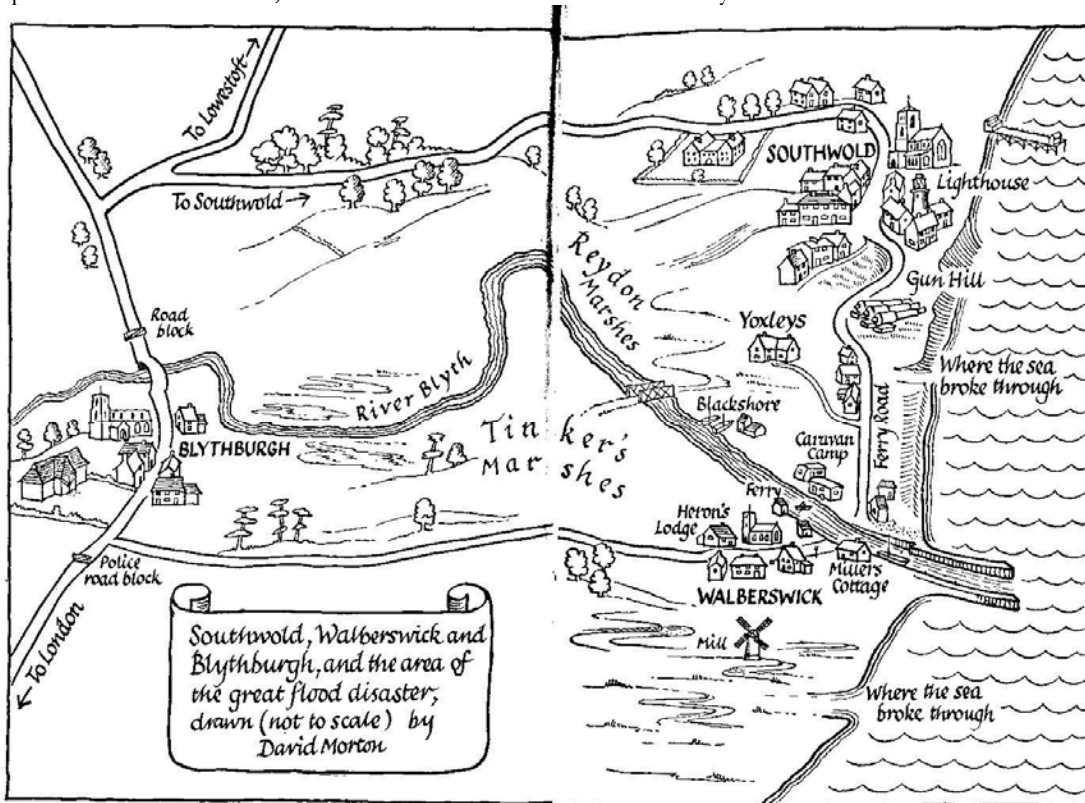 To Lowestoft →
To Southwold →
SOUTHWOLD
Lighthouse
Reydon
Marshes
Gun Hill
Road
block
Yoxleys
Where the sea
broke through
River Blyth
Blackshore
Ferry Road
BLYTHBURGH
Tinker's
Marshes
Caravan
Camp
Ferry
Heron's
Lodge
Police
road block
Millers
Cottage
WALBERSWICK
← To London
Mill
Southwold, Walberswick and
Blythburgh, and the area of
the great flood disaster,
drawn (not to scale) by
David Morton
Where the sea
broke through